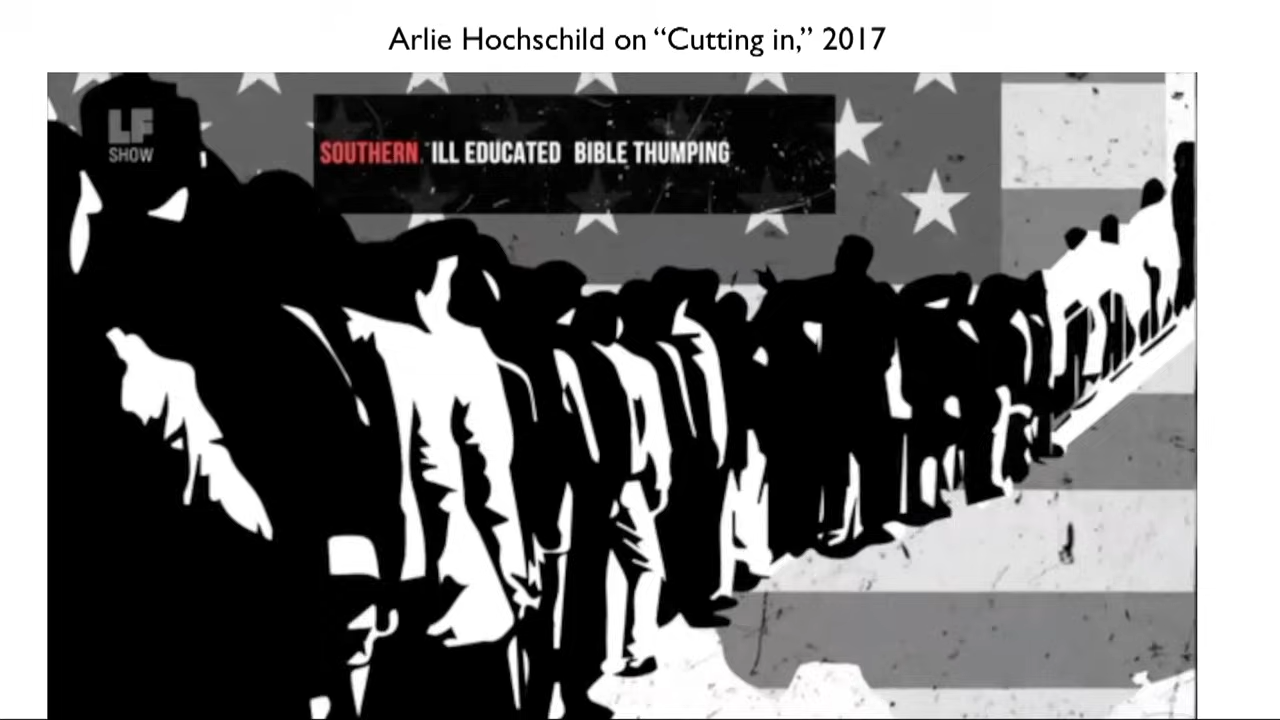 Arlie Hochschild on “Cutting in,” 2017
LF
SHOW
SOUTHERN. ILL EDUCATED BIBLE THUMPING